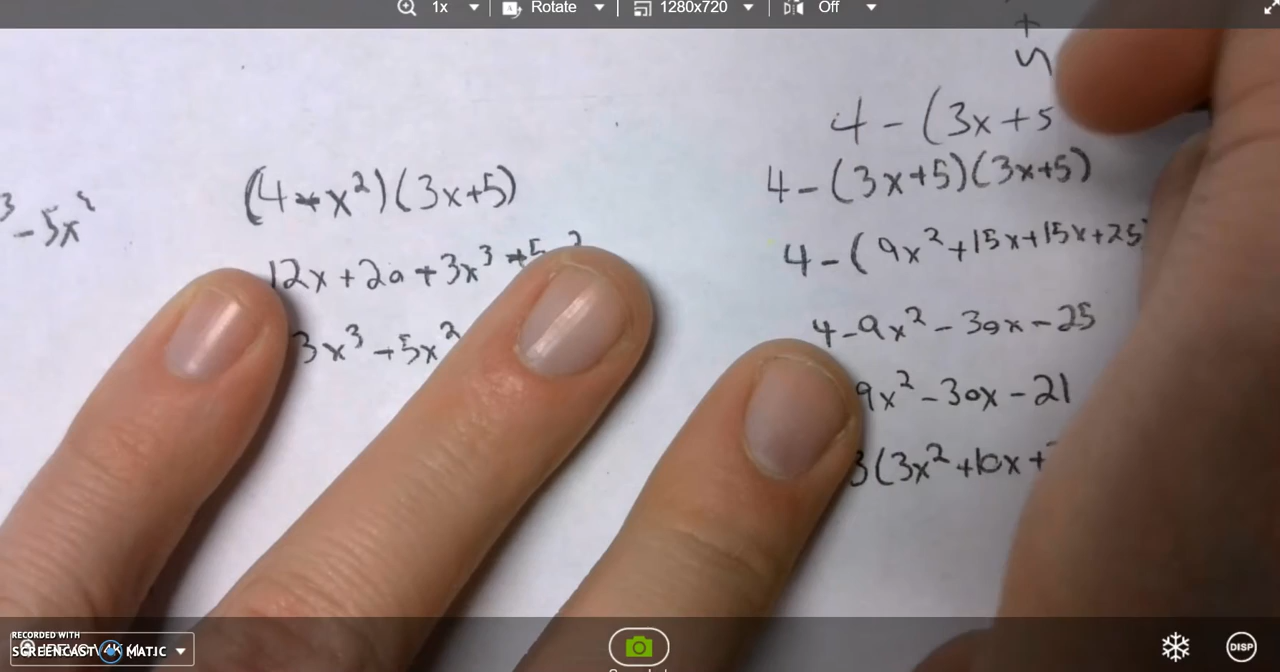 1x Rotate 1280x720 Off
4 - (3x + 5
(4 + x²)(3x+5)
4 - (3x+5)(3x+5)
- 5x²
12x + 20 + 3x³ + 5
4 - (9x² + 15x + 15x + 25
3x³ + 5x²
4 - 9x² - 30x - 25
9x² - 30x - 21
3(3x² + 10x +
RECORDED WITH
SCREENCAST MATIC
DISP